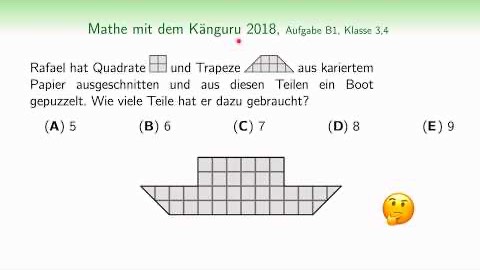 Mathe mit dem Känguru 2018, Aufgabe B1, Klasse 3,4
Rafael hat Quadrate und Trapeze aus kariertem
Papier ausgeschnitten und aus diesen Teilen ein Boot
gepuzzelt. Wie viele Teile hat er dazu gebraucht?
(A) 5 (B) 6 (C) 7 (D) 8 (E) 9